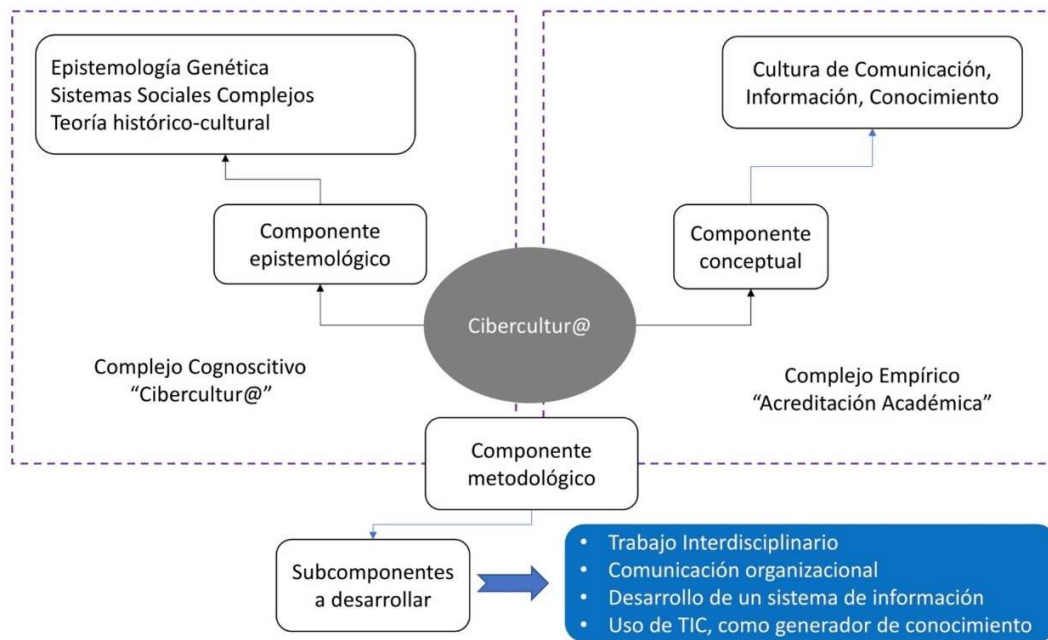 Epistemología Genética
Sistemas Sociales Complejos
Teoría histórico-cultural
Cultura de Comunicación,
Información, Conocimiento
Componente
epistemológico
Componente
conceptual
Cibercultur@
Complejo Cognoscitivo
“Cibercultur@”
Complejo Empírico
“Acreditación Académica”
Componente
metodológico
Subcomponentes
a desarrollar
• Trabajo Interdisciplinario
• Comunicación organizacional
• Desarrollo de un sistema de información
• Uso de TIC, como generador de conocimiento